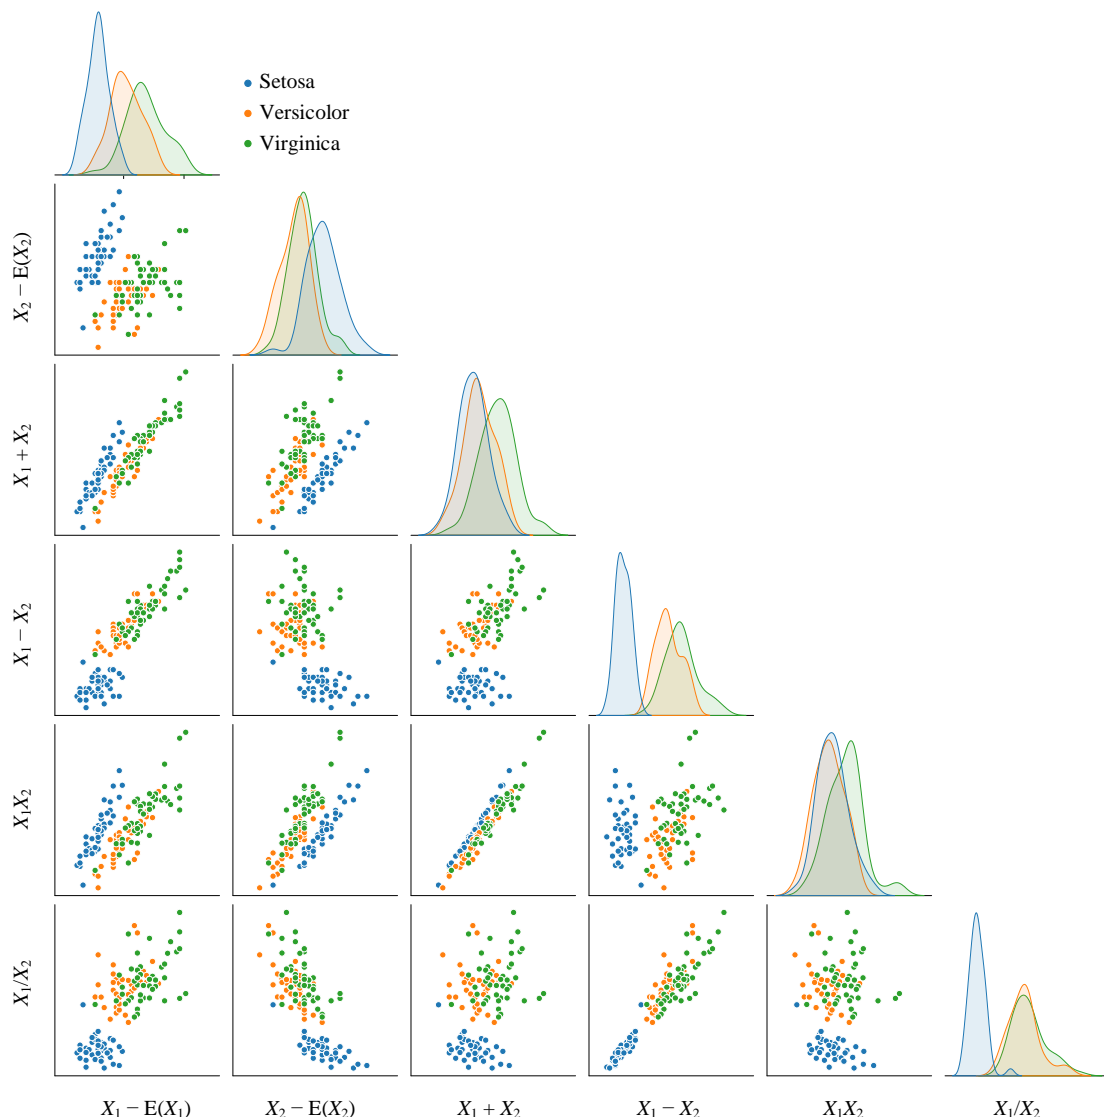 Setosa
Versicolor
Virginica
X₂ − E(X₂)
X₁ + X₂
X₁ − X₂
X₁X₂
X₁/X₂
X₁ − E(X₁)
X₂ − E(X₂)
X₁ + X₂
X₁ − X₂
X₁X₂
X₁/X₂